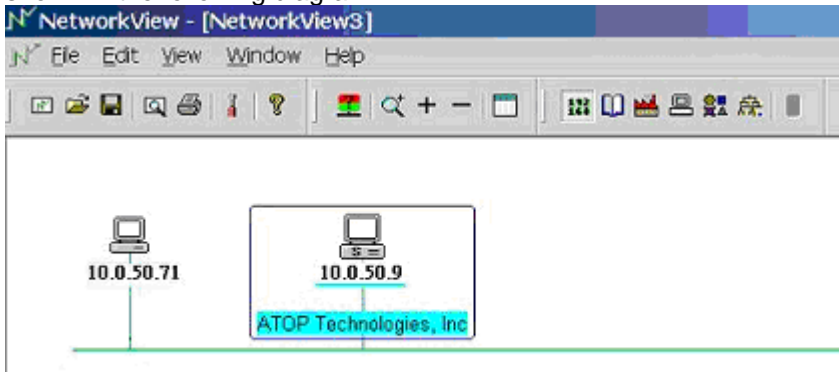 NetworkView - [NetworkView3]
File Edit View Window Help
10.0.50.71
10.0.50.9
ATOP Technologies, Inc